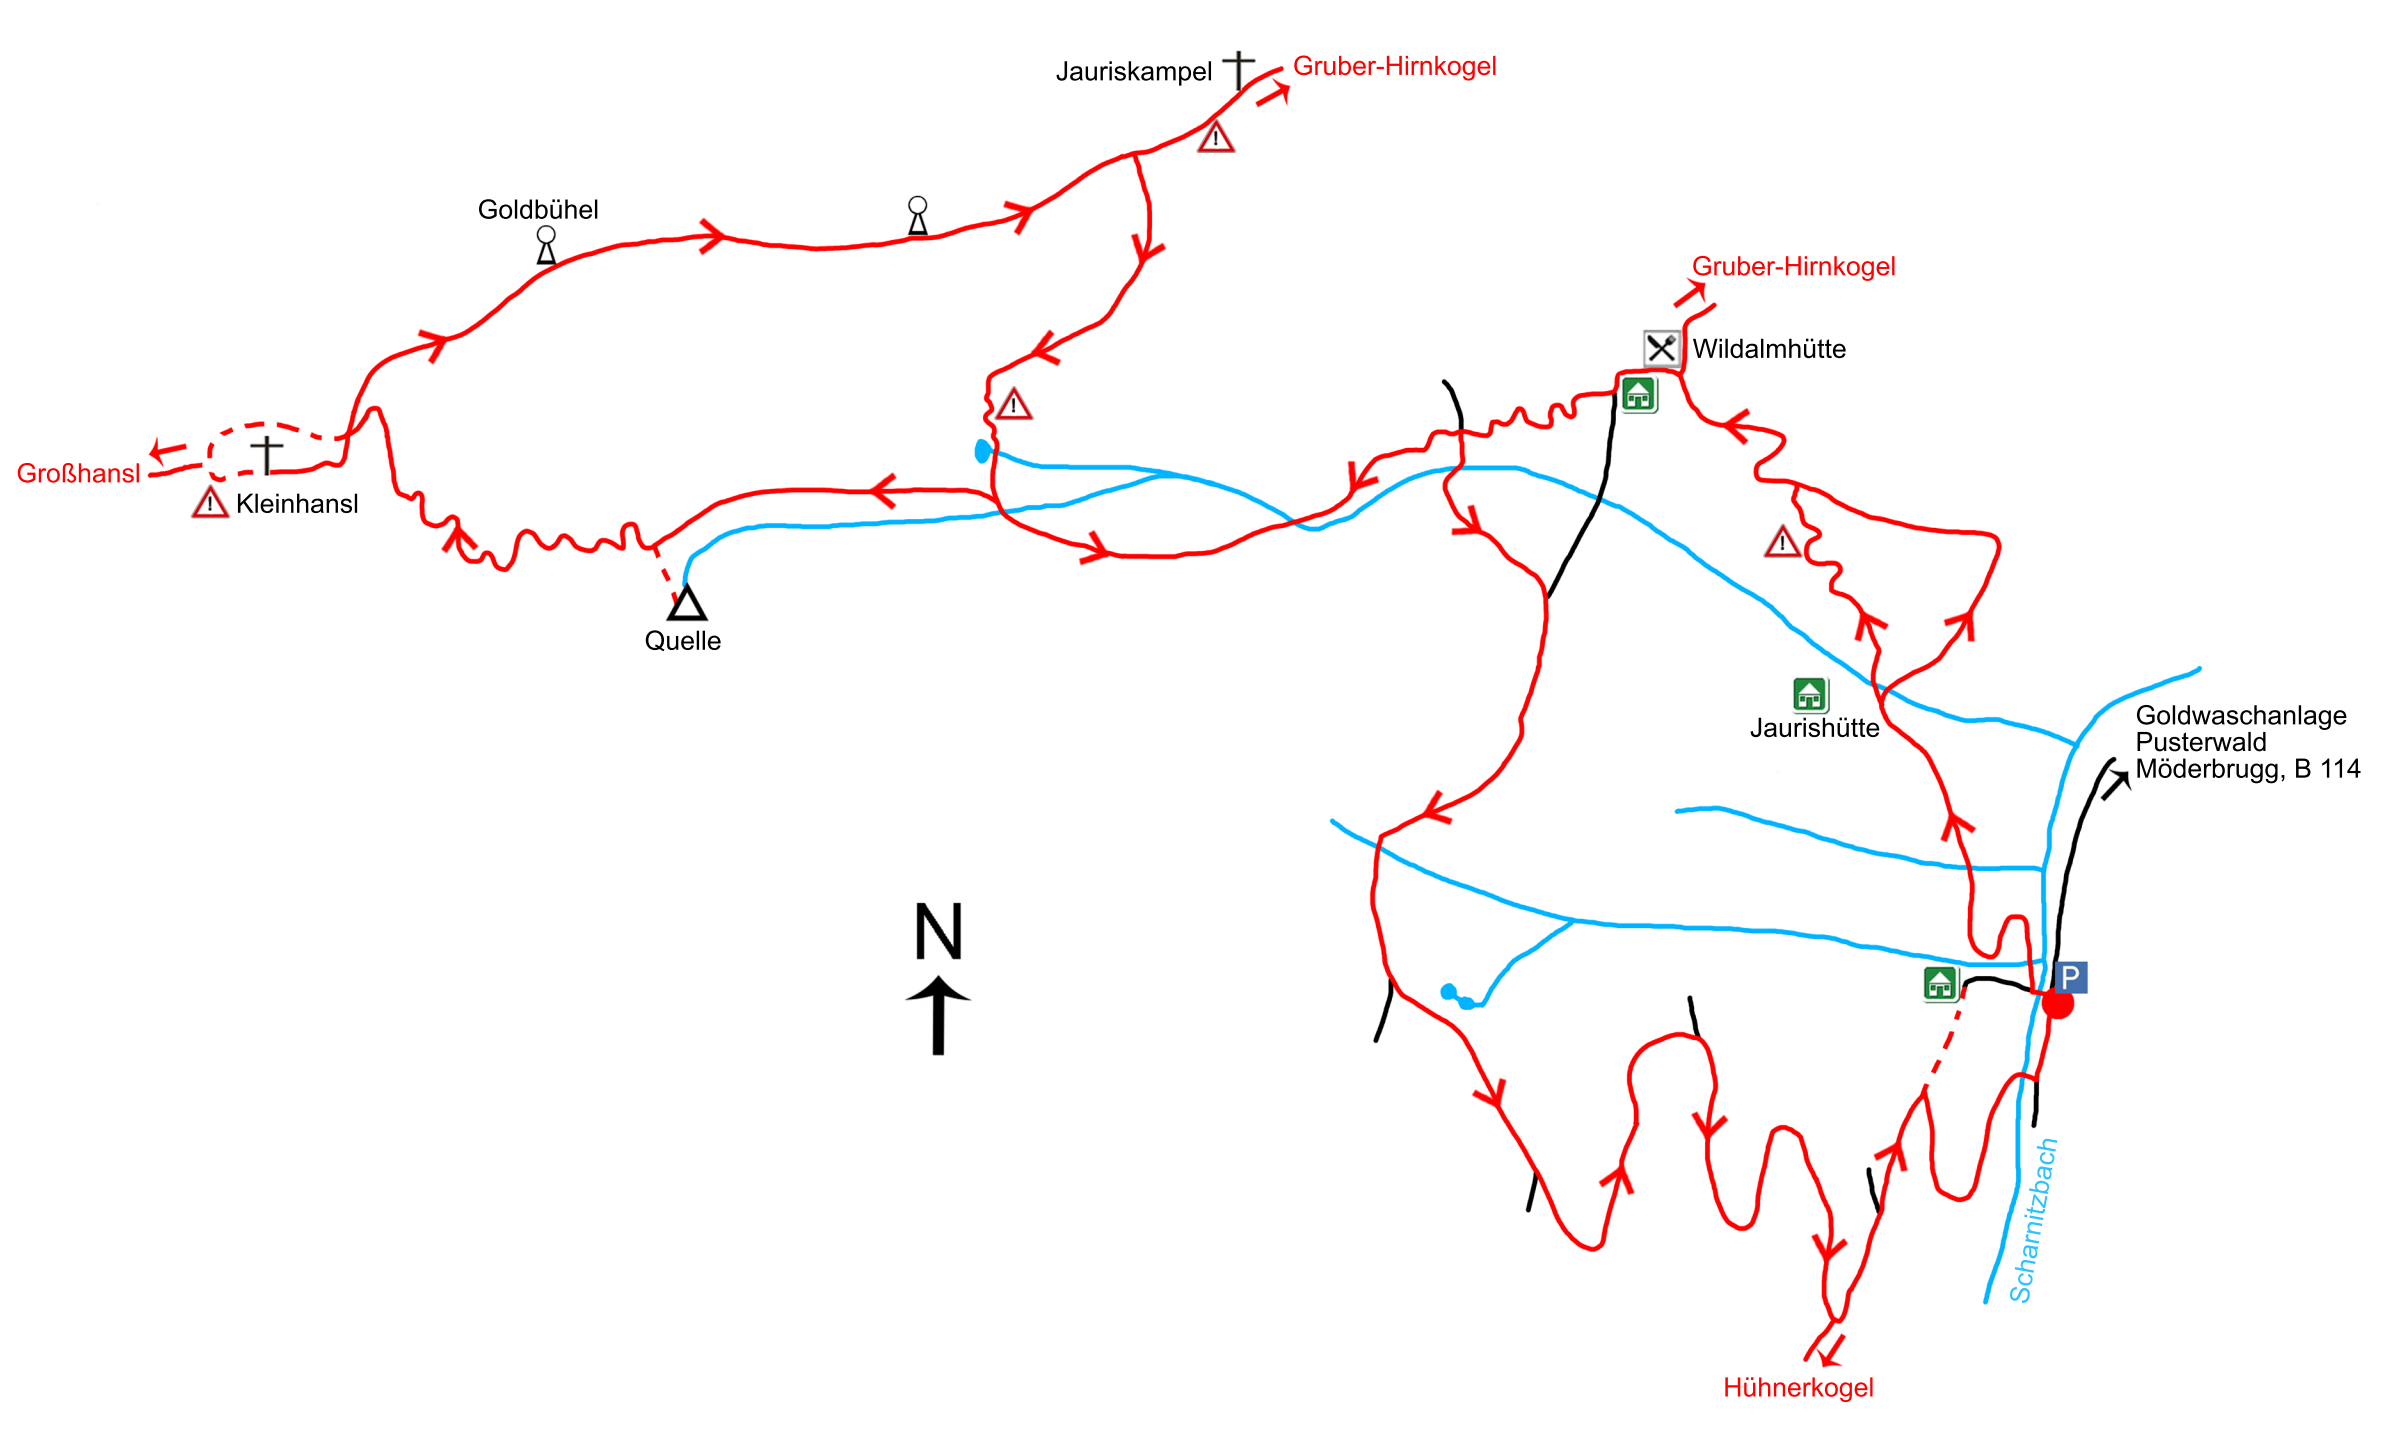 Jauriskampel
Gruber-Hirnkogel
!
Goldbühel
Gruber-Hirnkogel
Wildalmhütte
!
Großhansl
!
Kleinhansl
!
Quelle
Jaurishütte
Goldwaschanlage
Pusterwald
Möderbrugg, B 114
N
P
Scharnitzbach
Hühnerkogel